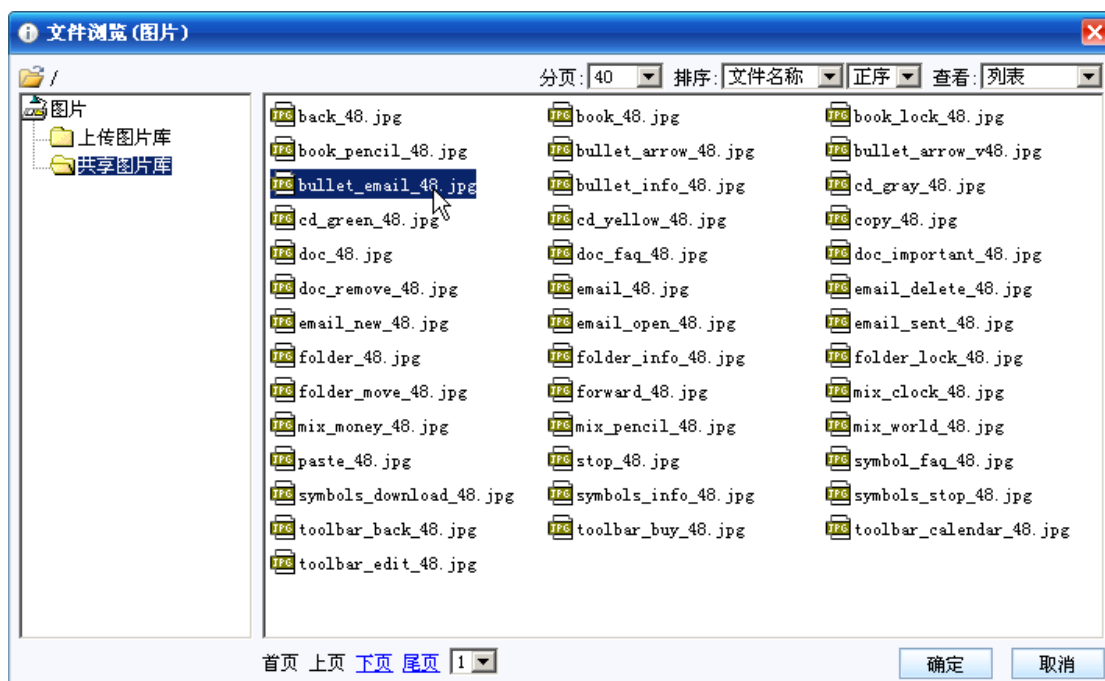 文件浏览(图片)
/ 分页: 40 排序: 文件名称 正序 查看: 列表
图片
上传图片库
共享图片库
back_48.jpg book_48.jpg book_lock_48.jpg
book_pencil_48.jpg bullet_arrow_48.jpg bullet_arrow_v48.jpg
bullet_email_48.jpg bullet_info_48.jpg cd_gray_48.jpg
cd_green_48.jpg cd_yellow_48.jpg copy_48.jpg
doc_48.jpg doc_faq_48.jpg doc_important_48.jpg
doc_remove_48.jpg email_48.jpg email_delete_48.jpg
email_new_48.jpg email_open_48.jpg email_sent_48.jpg
folder_48.jpg folder_info_48.jpg folder_lock_48.jpg
folder_move_48.jpg forward_48.jpg mix_clock_48.jpg
mix_money_48.jpg mix_pencil_48.jpg mix_world_48.jpg
paste_48.jpg stop_48.jpg symbol_faq_48.jpg
symbols_download_48.jpg symbols_info_48.jpg symbols_stop_48.jpg
toolbar_back_48.jpg toolbar_buy_48.jpg toolbar_calendar_48.jpg
toolbar_edit_48.jpg
首页 上页 下页 尾页 1 确定 取消